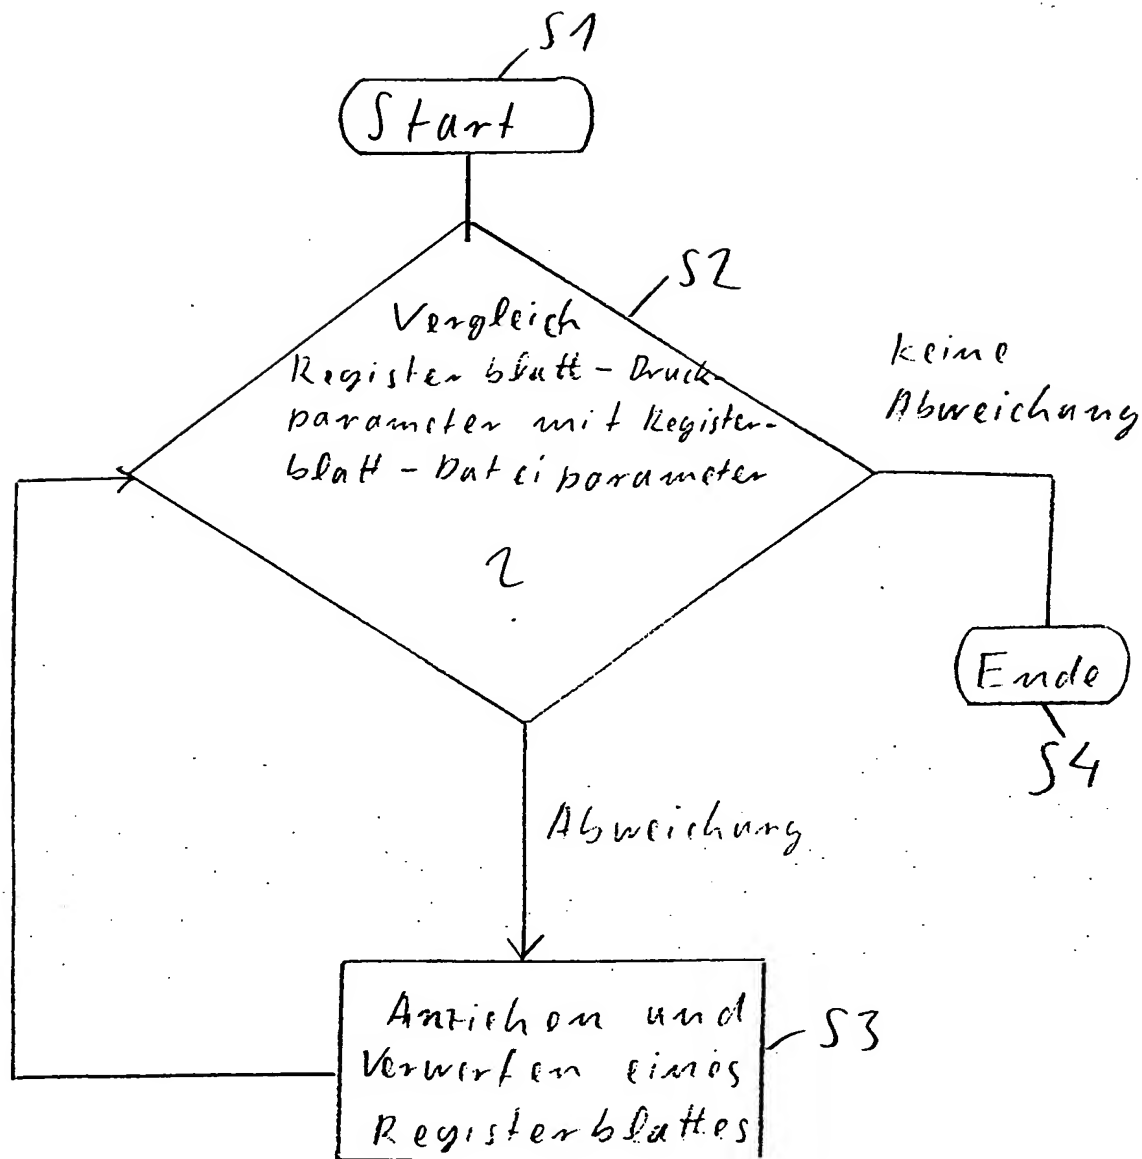 S1
Start
S2
Vergleich
Registerblatt-Druck-
parameter mit Register-
blatt-Dateiparameter
?
keine
Abweichung
Ende
S4
Abweichung
Anziehen und
Verwerfen eines
Registerblattes
S3